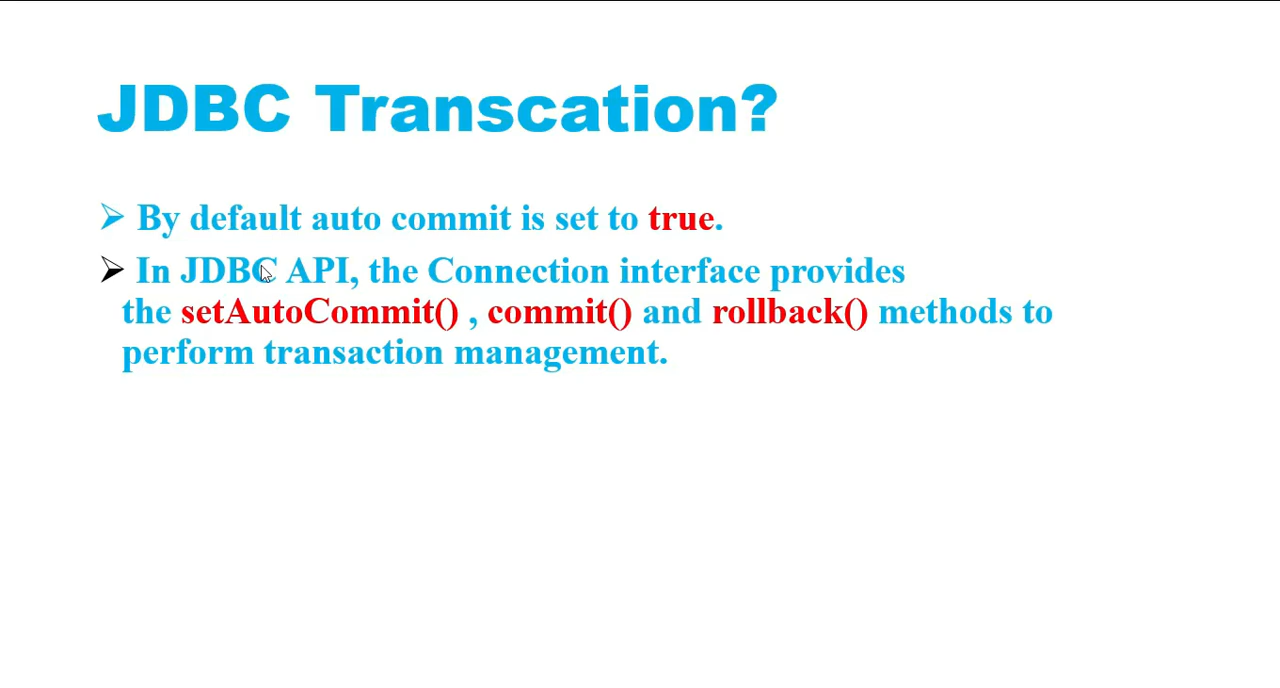 JDBC Transcation?
By default auto commit is set to true.
In JDBC API, the Connection interface provides
the setAutoCommit() , commit() and rollback() methods to
perform transaction management.